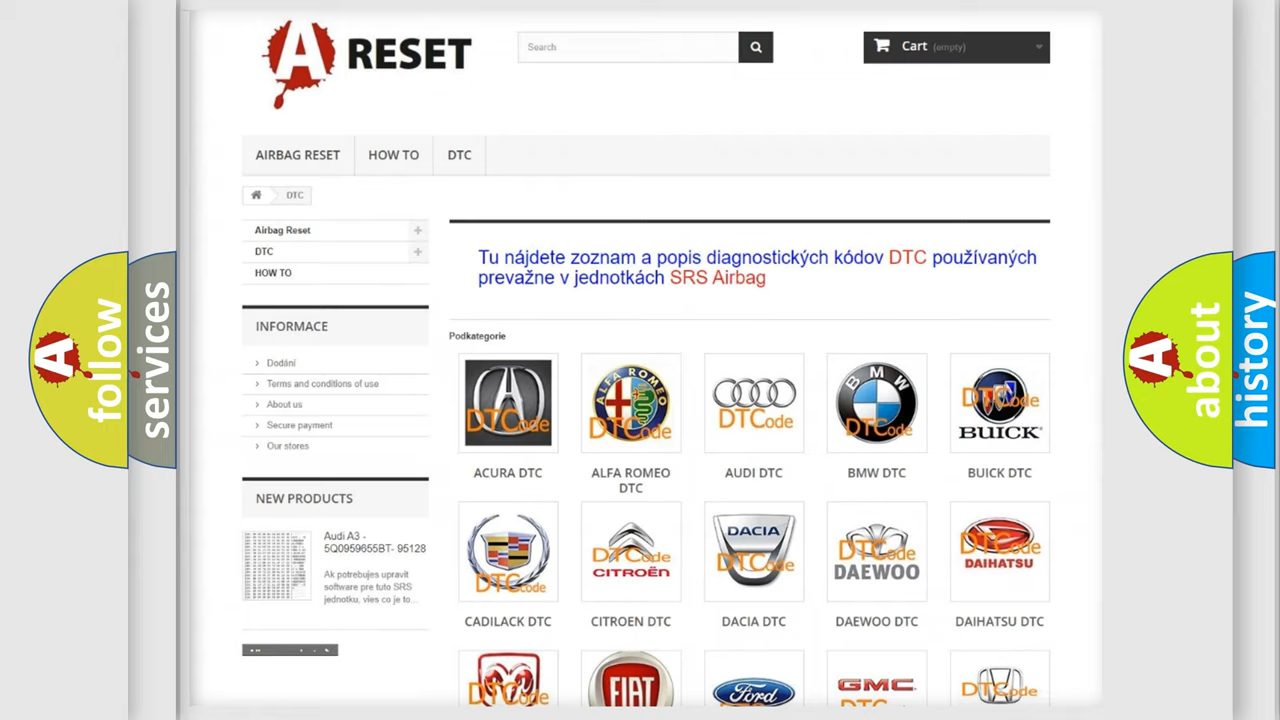 A RESET
Search
Cart (empty)
AIRBAG RESET
HOW TO
DTC
DTC
Airbag Reset
DTC
HOW TO
Tu nájdete zoznam a popis diagnostických kódov DTC používaných
prevažne v jednotkách SRS Airbag
INFORMACE
Dodání
Terms and conditions of use
About us
Secure payment
Our stores
Podkategorie
DTCode
ALFA ROMEO
DTCode
DTCode
BMW
DTCode
DTCode
BUICK
ACURA DTC
ALFA ROMEO
DTC
AUDI DTC
BMW DTC
BUICK DTC
NEW PRODUCTS
Audi A3 -
5Q0959655BT- 95128
Ak potrebujes upravit
software pre tuto SRS
jednotku, vies co je to...
DTCode
DTCode
CITROËN
DACIA
DTCode
DTCode
DAEWOO
DTCode
DAIHATSU
CADILACK DTC
CITROEN DTC
DACIA DTC
DAEWOO DTC
DAIHATSU DTC
DTCode
FIAT
Ford
GMC
DTCode
A follow
services
A about
history